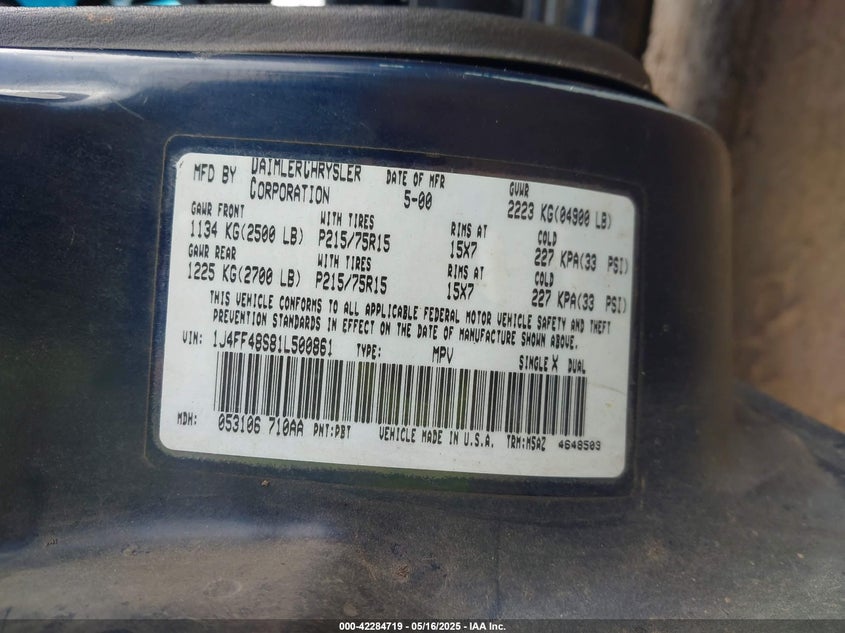 MFD BY DAIMLERCHRYSLER CORPORATION DATE OF MFR 5-00 GVWR 2223 KG(04900 LB)
GAWR FRONT WITH TIRES RIMS AT COLD
1134 KG(2500 LB) P215/75R15 15X7 227 KPA(33 PSI)
GAWR REAR WITH TIRES RIMS AT COLD
1225 KG(2700 LB) P215/75R15 15X7 227 KPA(33 PSI)
THIS VEHICLE CONFORMS TO ALL APPLICABLE FEDERAL MOTOR VEHICLE SAFETY AND THEFT
PREVENTION STANDARDS IN EFFECT ON THE DATE OF MANUFACTURE SHOWN ABOVE.
VIN: 1J4FF48S81L500861 TYPE: MPV SINGLE X DUAL
MDH: 053106 710AA PNT:PBT VEHICLE MADE IN U.S.A. TRM:M5AZ 4648503
000-42284719 - 05/16/2025 - IAA Inc.